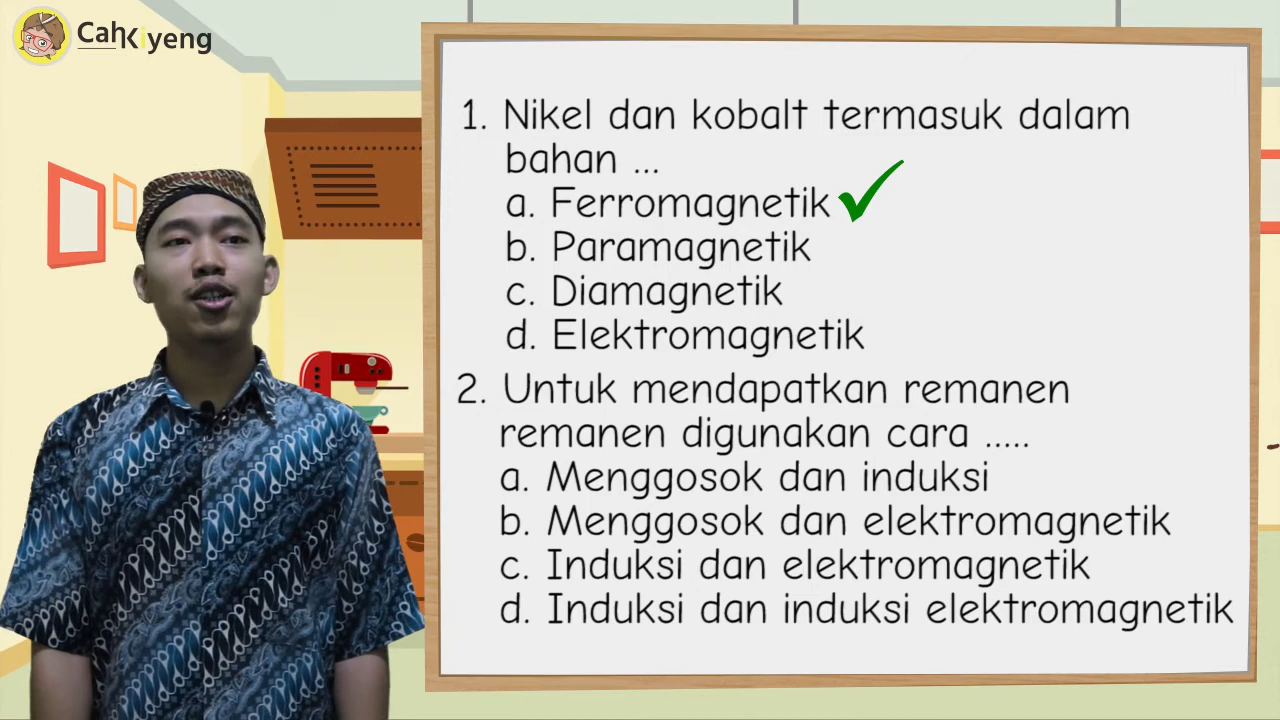 CahKiyeng
1. Nikel dan kobalt termasuk dalam
bahan ...
a. Ferromagnetik
b. Paramagnetik
c. Diamagnetik
d. Elektromagnetik
2. Untuk mendapatkan remanen
remanen digunakan cara .....
a. Menggosok dan induksi
b. Menggosok dan elektromagnetik
c. Induksi dan elektromagnetik
d. Induksi dan induksi elektromagnetik